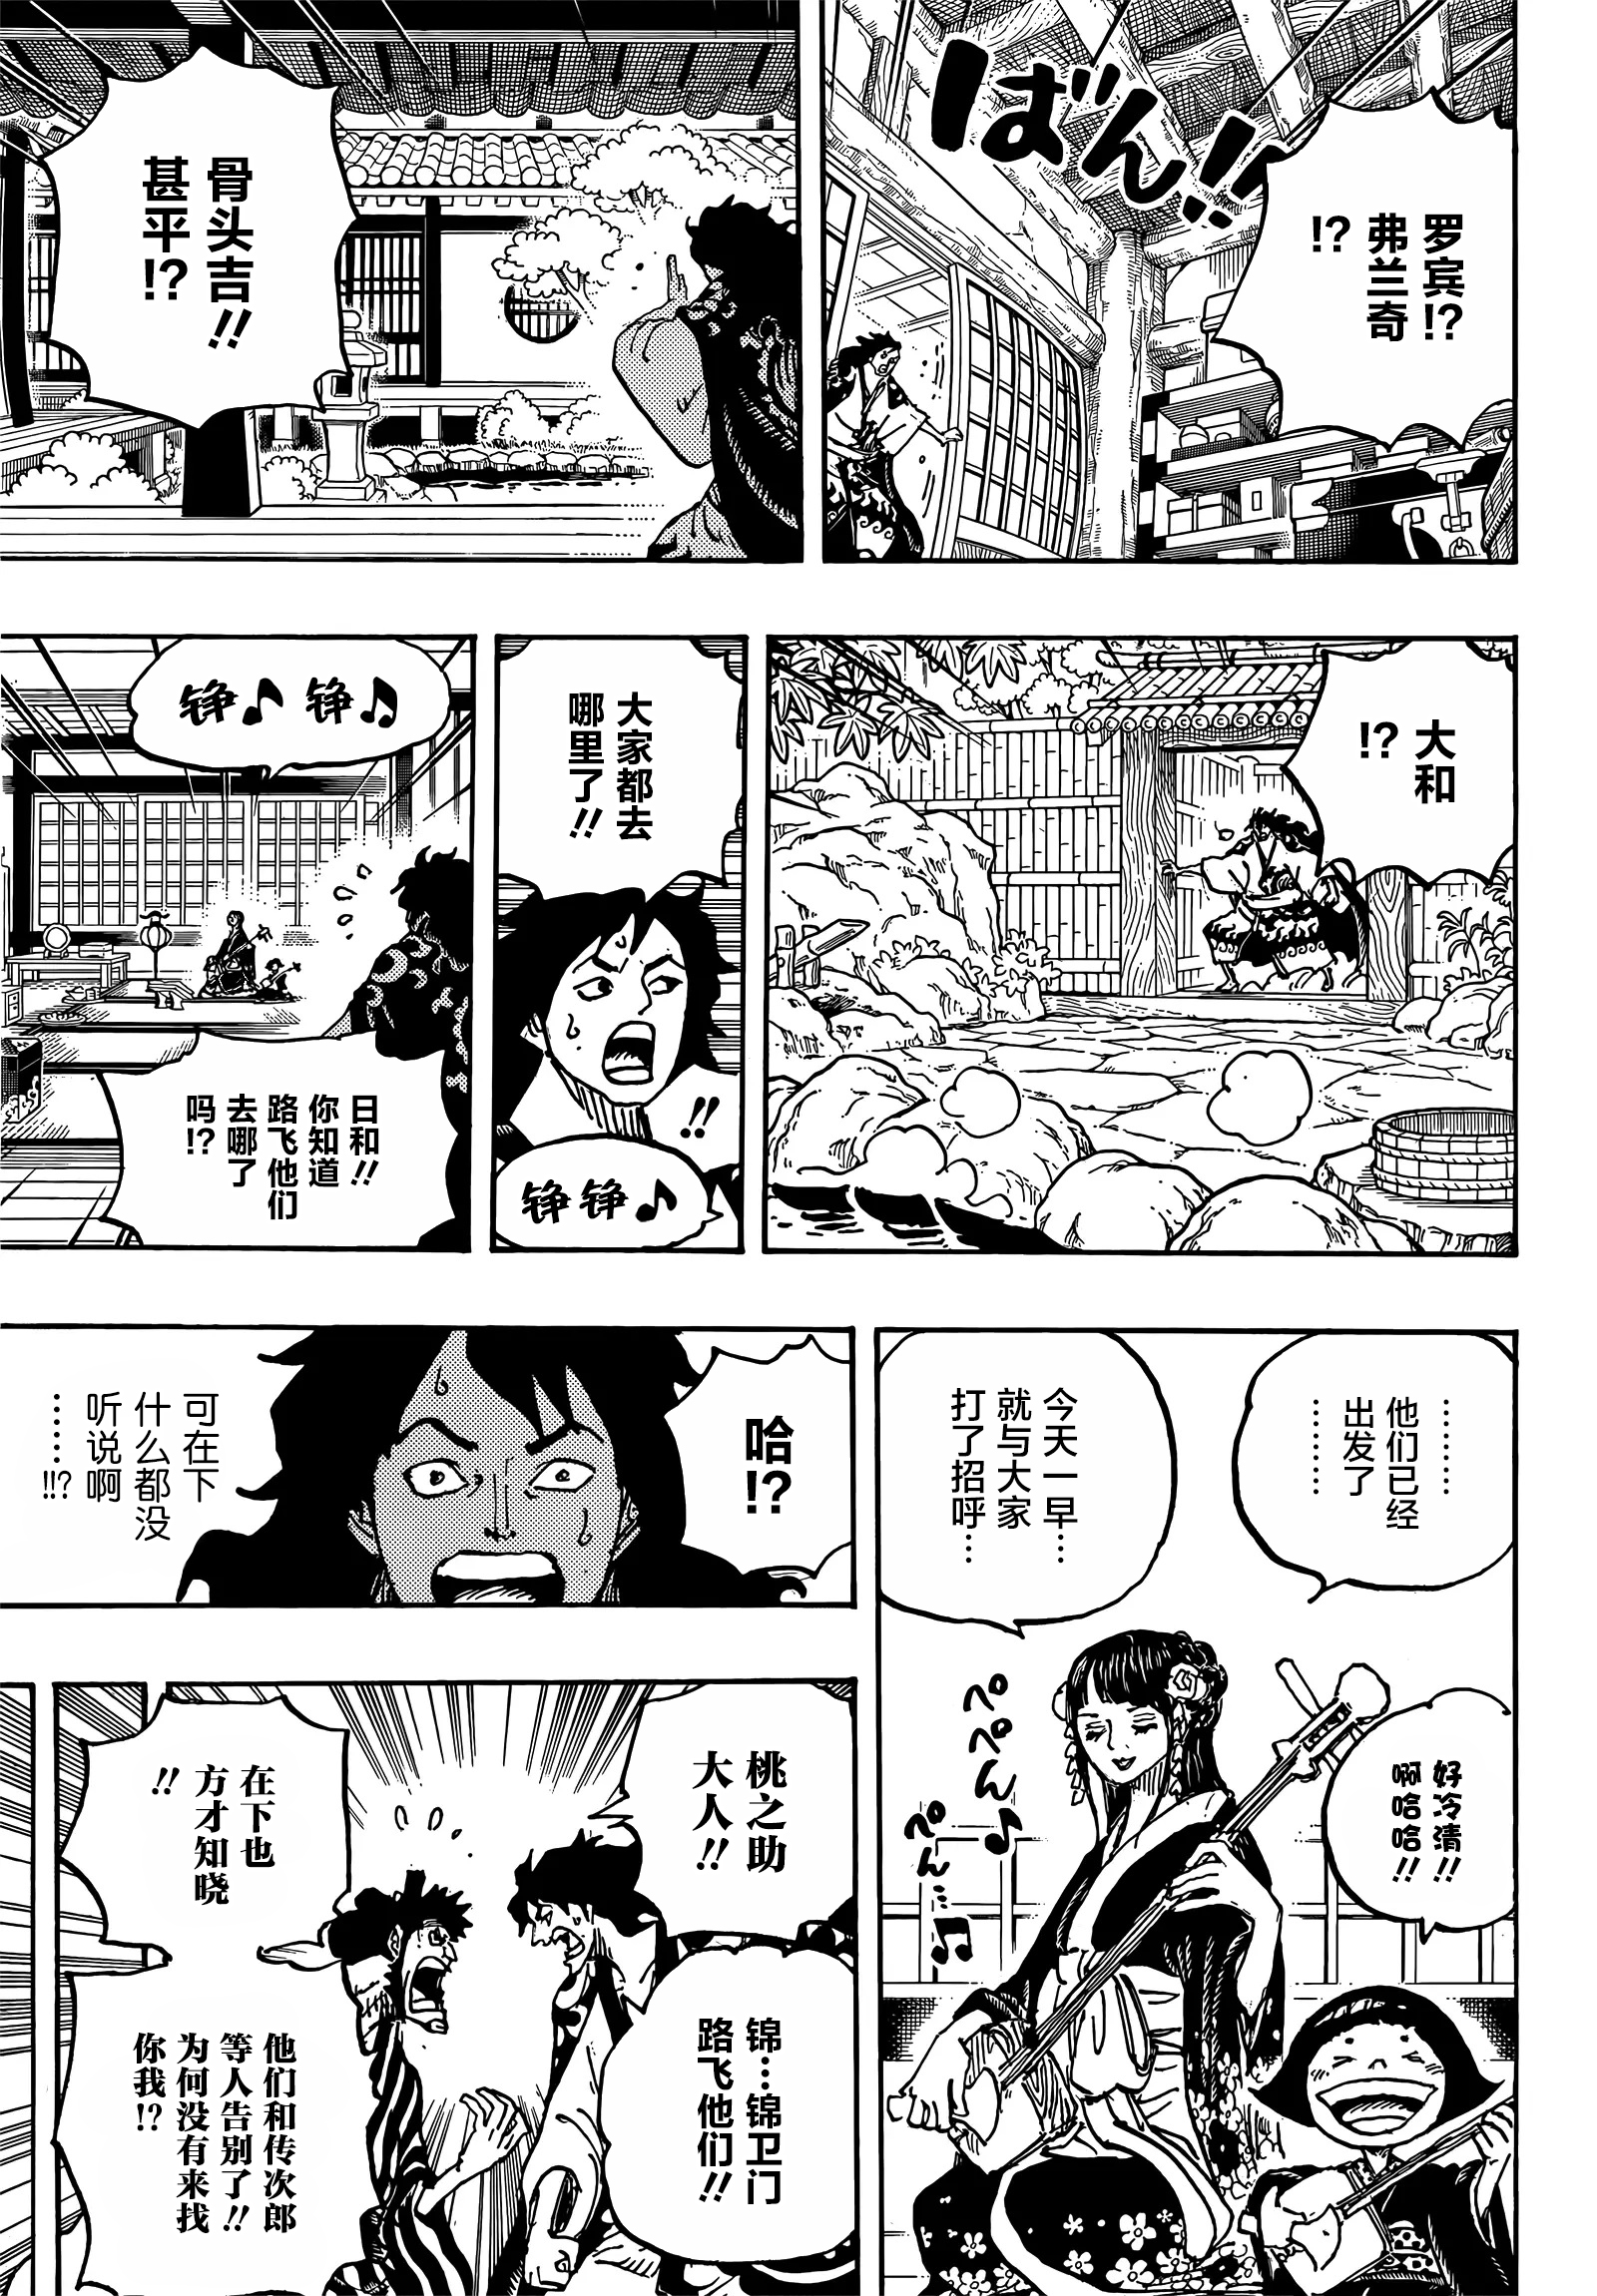 罗宾!?
弗兰奇
!?
ばん!!
骨头吉!!
甚平!?
大和
!?
大家都去
哪里了!!
!!
铮铮♪
铮♪铮♫
日和!!
你知道
路飞他们
去哪了
吗!?
………
他们已经
出发了
………
今天一早…
就与大家
打了招呼…
好冷清!!
啊哈哈!!
ペペペん♪
ペん…♫
哈!?
可在下
什么都没
听说啊
……!!?
桃之助
大人!!
锦…锦卫门
路飞他们!!
在下也
方才知晓
!!
他们和传次郎
等人告别了!!
为何没有来找
你我!?